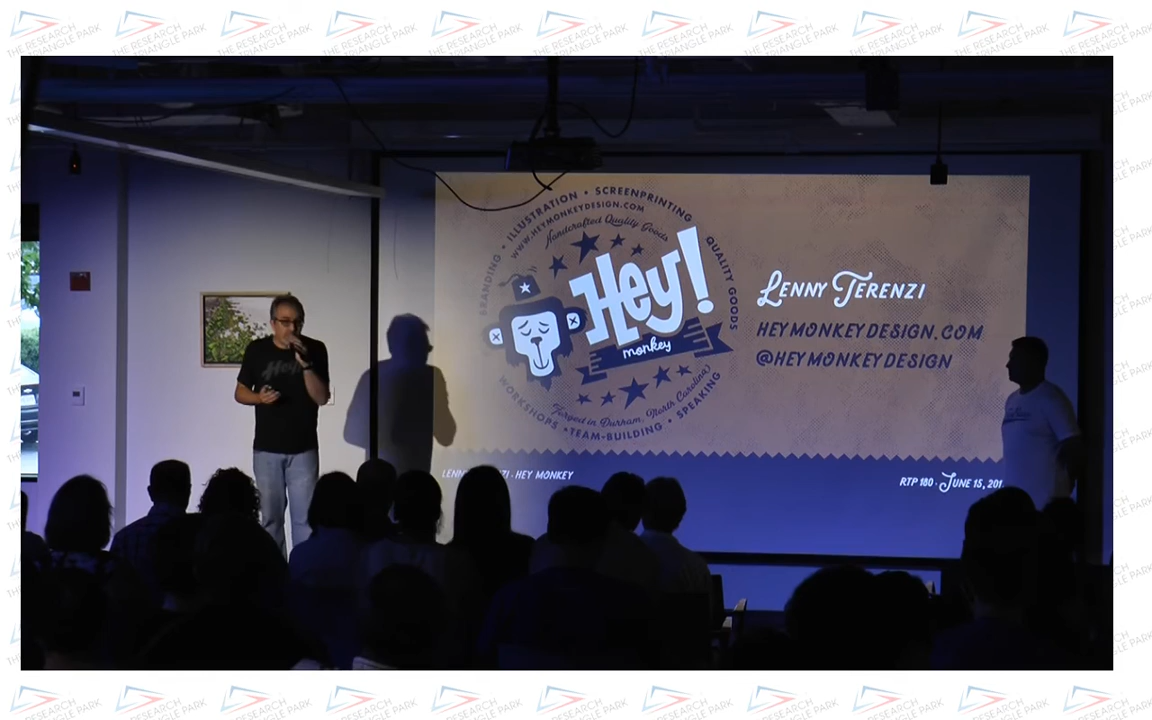 THE RESEARCH
TRIANGLE PARK
BRANDING • ILLUSTRATION • SCREENPRINTING
WWW.HEYMONKEYDESIGN.COM
Handcrafted Quality Goods
QUALITY GOODS
Hey!
monkey
Forged in Durham, North Carolina
WORKSHOPS • TEAM-BUILDING • SPEAKING
LENNY TERENZI
HEYMONKEYDESIGN.COM
@HEYMONKEYDESIGN
Hey!
HEY MONKEY
RTP 180 · JUNE 15,